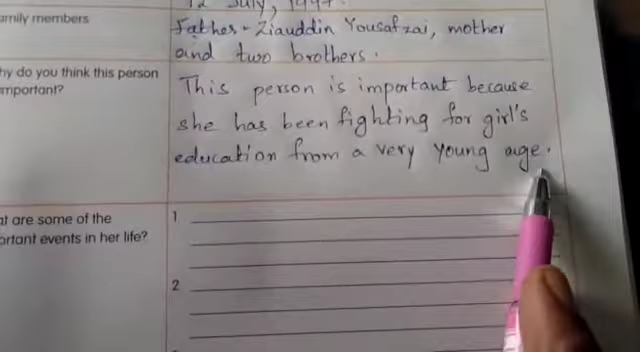 12 July, 1997.
amily members
Father - Ziauddin Yousafzai, mother
and two brothers.
hy do you think this person
mportant?
This person is important because
she has been fighting for girl's
education from a very young age.
at are some of the
ortant events in her life?
1
2